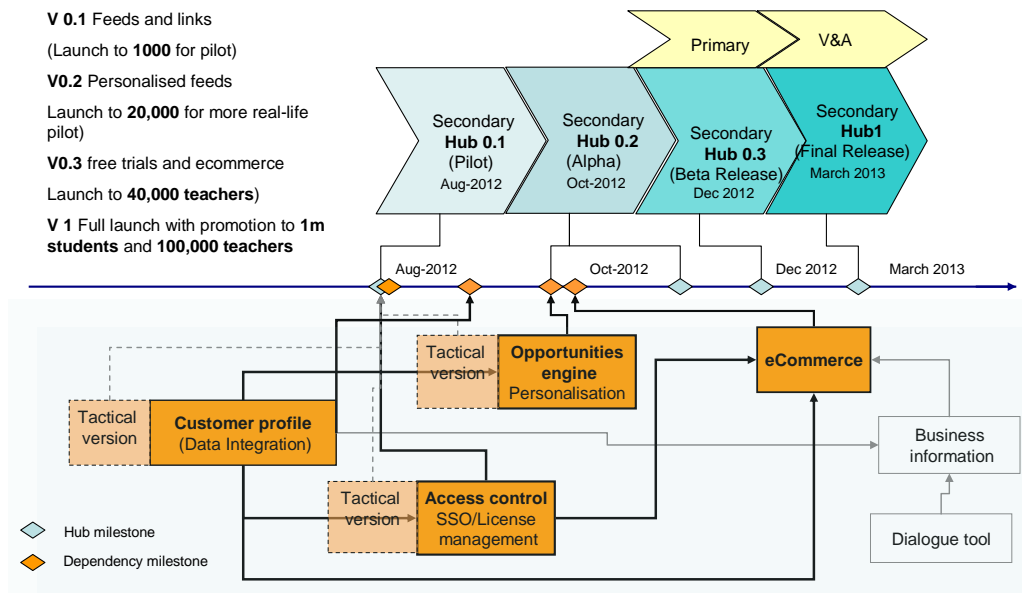 V 0.1 Feeds and links
(Launch to 1000 for pilot)
V0.2 Personalised feeds
Launch to 20,000 for more real-life
pilot)
V0.3 free trials and ecommerce
Launch to 40,000 teachers)
V 1 Full launch with promotion to 1m
students and 100,000 teachers
Primary
V&A
Secondary
Hub 0.1
(Pilot)
Aug-2012
Secondary
Hub 0.2
(Alpha)
Oct-2012
Secondary
Hub 0.3
(Beta Release)
Dec 2012
Secondary
Hub1
(Final Release)
March 2013
Aug-2012
Oct-2012
Dec 2012
March 2013
Tactical
version
Opportunities
engine
Personalisation
eCommerce
Tactical
version
Customer profile
(Data Integration)
Business
information
Tactical
version
Access control
SSO/License
management
Dialogue tool
Hub milestone
Dependency milestone